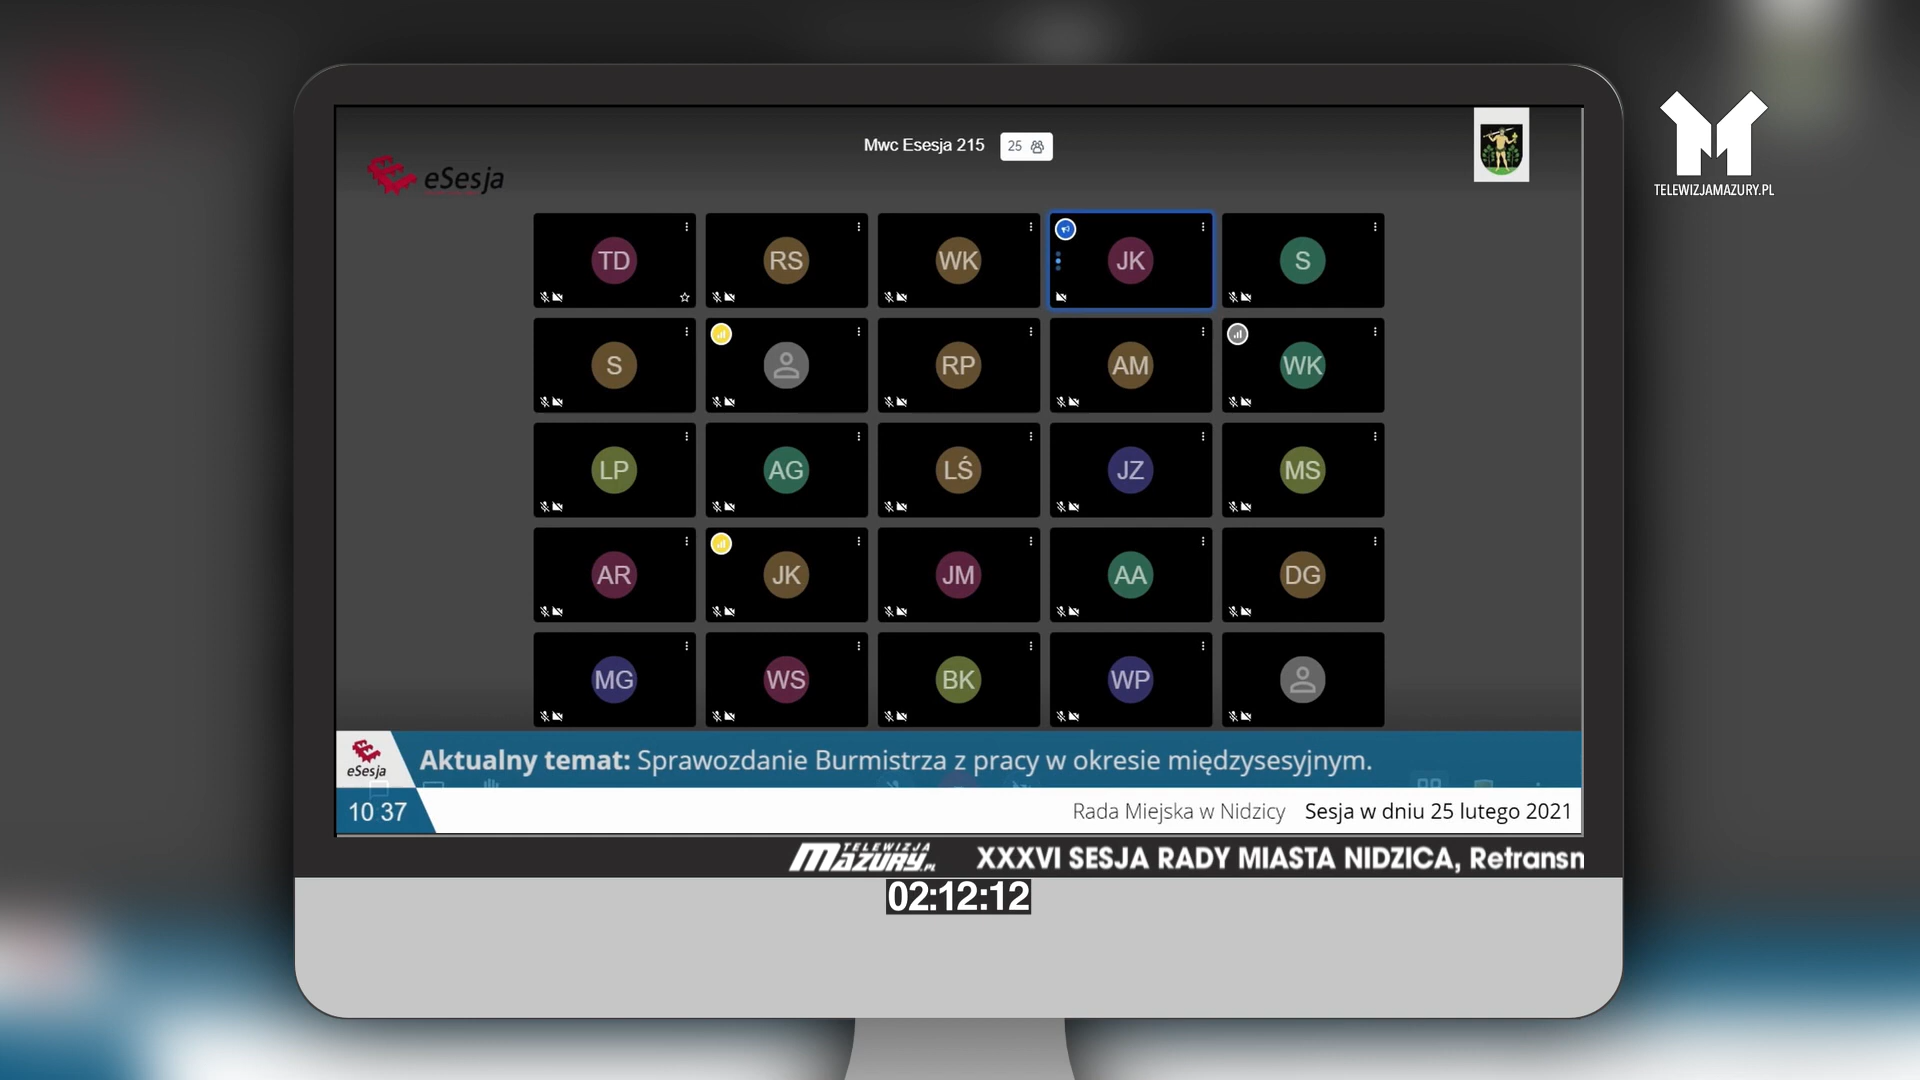 Mwc Esesja 215 25
eSesja
TELEWIZJAMAZURY.PL
TD RS WK JK S
S RP AM WK
LP AG LŚ JZ MS
AR JK JM AA DG
MG WS BK WP
eSesja
Aktualny temat: Sprawozdanie Burmistrza z pracy w okresie międzysesyjnym.
10 37
Rada Miejska w Nidzicy Sesja w dniu 25 lutego 2021
TELEWIZJA
MAZURY.PL
XXXVI SESJA RADY MIASTA NIDZICA, Retransn
02:12:12